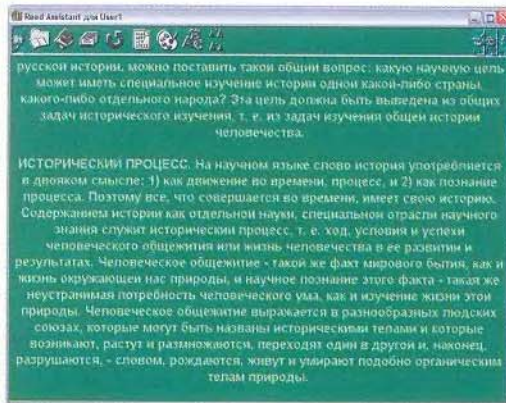 Read Assistant для User1
русской истории, можно поставить такой общий вопрос: какую научную цель
может иметь специальное изучение истории одной какой-либо страны,
какого-либо отдельного народа? Эта цель должна быть выведена из общих
задач исторического изучения, т. е. из задач изучения общей истории
человечества.
ИСТОРИЧЕСКИЙ ПРОЦЕСС. На научном языке слово история употребляется
в двояком смысле: 1) как движение во времени, процесс, и 2) как познание
процесса. Поэтому все, что совершается во времени, имеет свою историю.
Содержанием истории как отдельной науки, специальной отрасли научного
знания служит исторический процесс, т. е. ход, условия и успехи
человеческого общежития или жизнь человечества в ее развитии и
результатах. Человеческое общежитие - такой же факт мирового бытия, как и
жизнь окружающей нас природы, и научное познание этого факта - такая же
неустранимая потребность человеческого ума, как и изучение жизни этой
природы. Человеческое общежитие выражается в разнообразных людских
союзах, которые могут быть названы историческими телами и которые
возникают, растут и размножаются, переходят один в другой и, наконец,
разрушаются, - словом, рождаются, живут и умирают подобно органическим
телам природы.